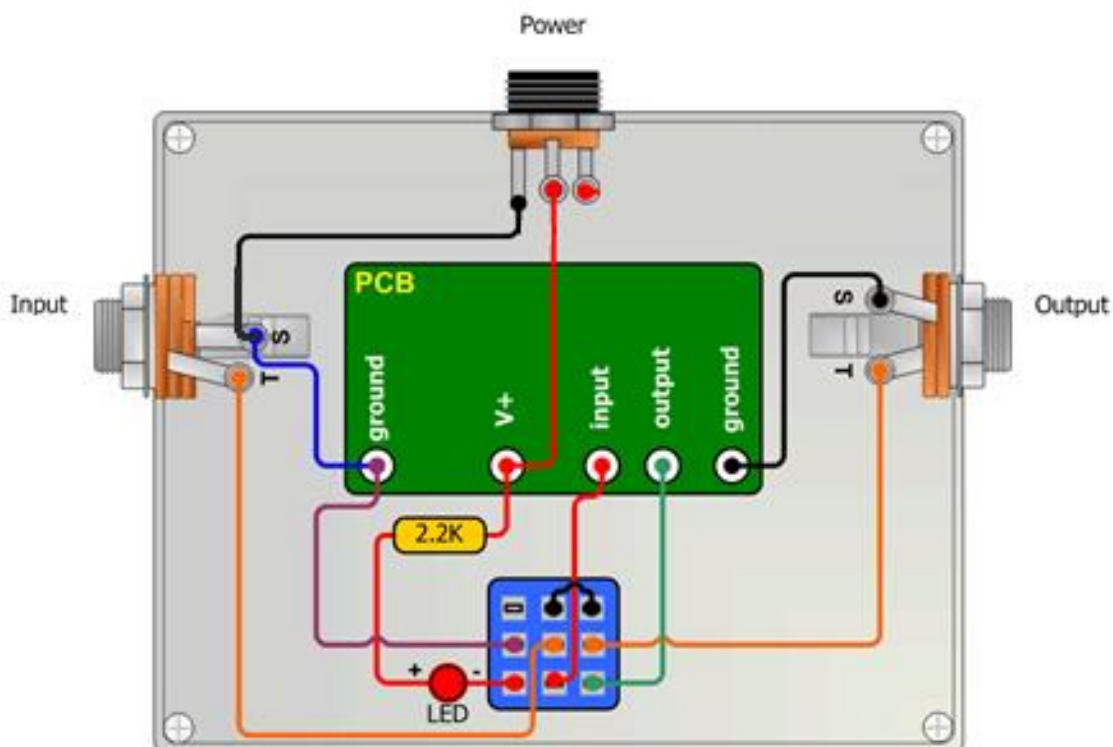 Power
Input
Output
PCB
S
T
S
T
ground
V+
input
output
ground
2.2K
+
-
LED